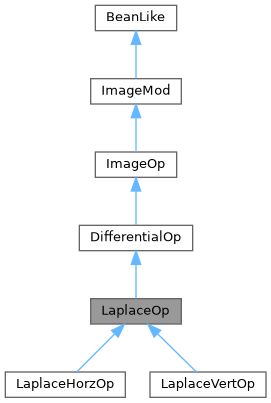 BeanLike
ImageMod
ImageOp
DifferentialOp
LaplaceOp
LaplaceHorzOp
LaplaceVertOp